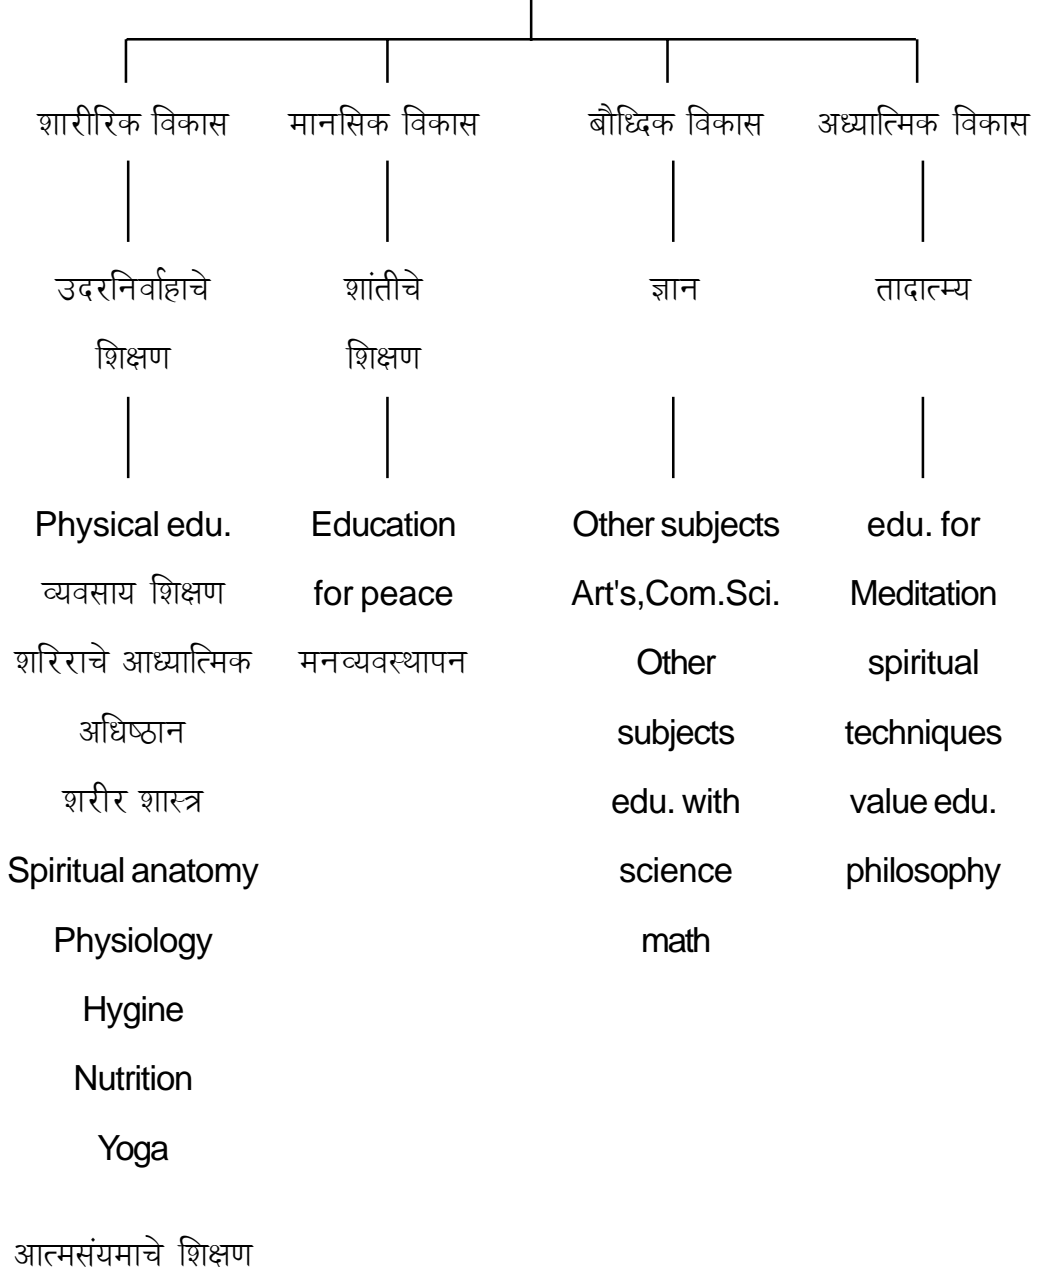 शारीरिक विकास मानसिक विकास बौध्दिक विकास अध्यात्मिक विकास
उदरनिर्वाहाचे शांतीचे ज्ञान तादात्म्य
शिक्षण शिक्षण
Physical edu. Education Other subjects edu. for
व्यवसाय शिक्षण for peace Art's,Com.Sci. Meditation
शरिराचे आध्यात्मिक मनव्यवस्थापन Other spiritual
अधिष्ठान subjects techniques
शरीर शास्त्र edu. with value edu.
Spiritual anatomy science philosophy
Physiology math
Hygine
Nutrition
Yoga
आत्मसंयमाचे शिक्षण